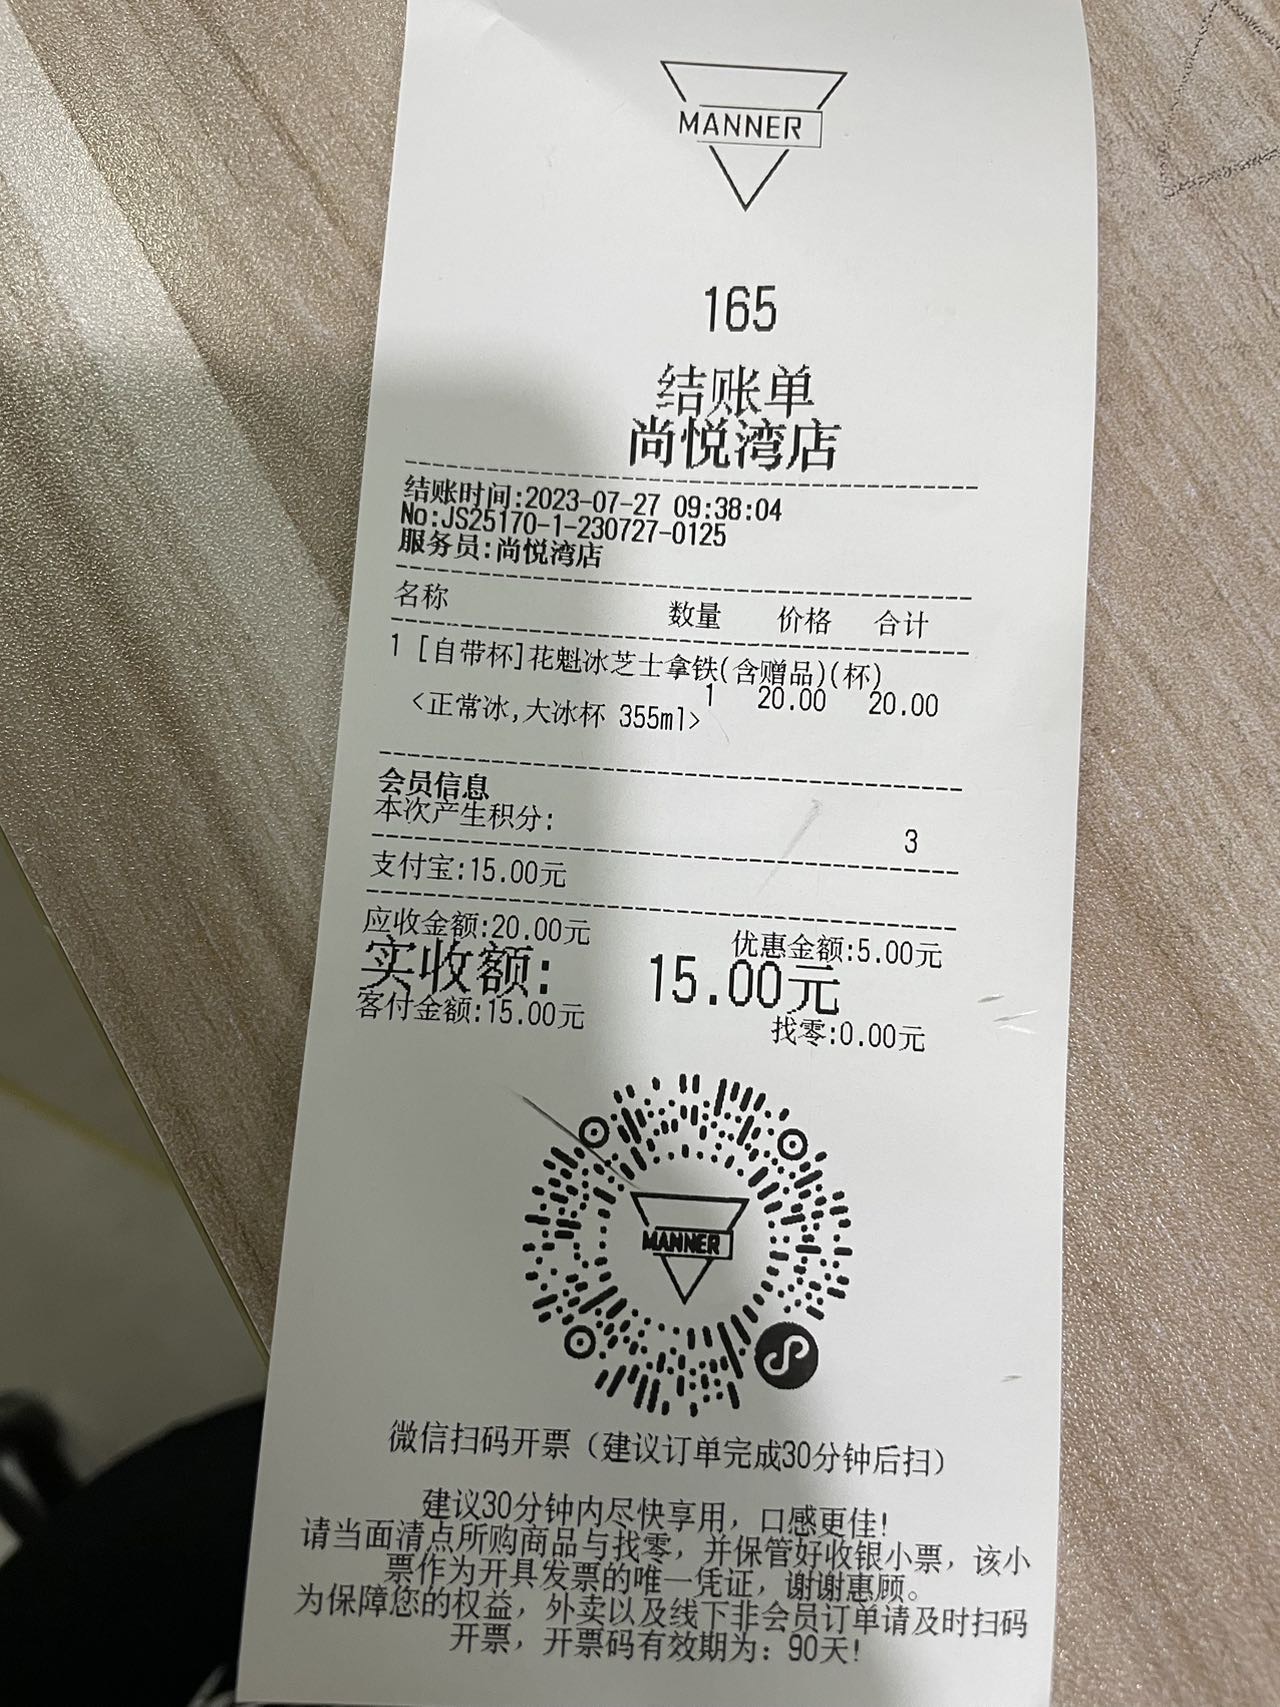 MANNER
165
结账单
尚悦湾店
结账时间:2023-07-27 09:38:04
No:JS25170-1-230727-0125
服务员:尚悦湾店
名称 数量 价格 合计
1 [自带杯]花魁冰芝士拿铁(含赠品)(杯)
1 20.00 20.00
<正常冰,大冰杯 355ml>
会员信息
本次产生积分: 3
支付宝:15.00元
应收金额:20.00元 优惠金额:5.00元
实收额: 15.00元
客付金额:15.00元 找零:0.00元
MANNER
微信扫码开票（建议订单完成30分钟后扫）
建议30分钟内尽快享用，口感更佳!
请当面清点所购商品与找零，并保管好收银小票，该小
票作为开具发票的唯一凭证，谢谢惠顾。
为保障您的权益，外卖以及线下非会员订单请及时扫码
开票，开票码有效期为：90天!